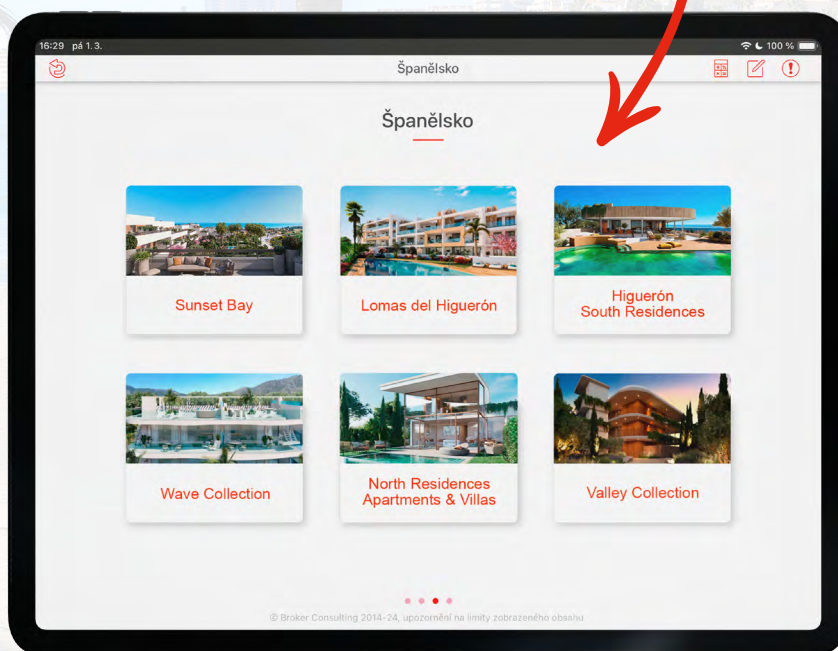 16:29 pá 1.3.
100 %
Španělsko
Španělsko
Sunset Bay
Lomas del Higuerón
Higuerón
South Residences
Wave Collection
North Residences
Apartments & Villas
Valley Collection
© Broker Consulting 2014-24, upozornění na limity zobrazeného obsahu